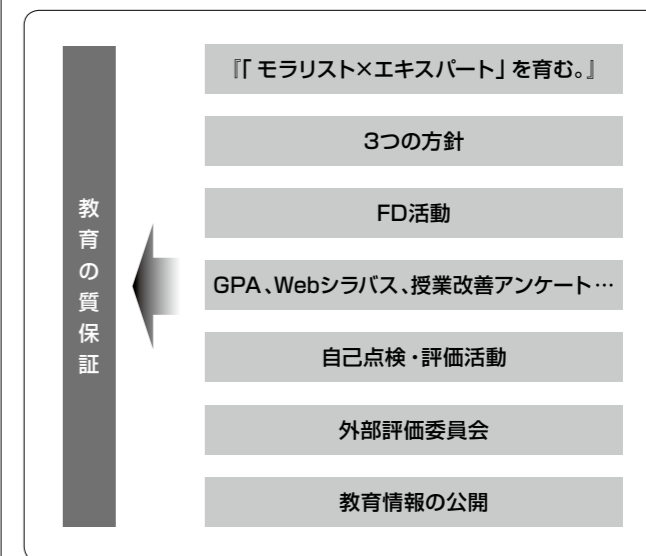 教育の質保証
『「モラリスト×エキスパート」を育む。』
3つの方針
FD活動
GPA、Webシラバス、授業改善アンケート…
自己点検・評価活動
外部評価委員会
教育情報の公開